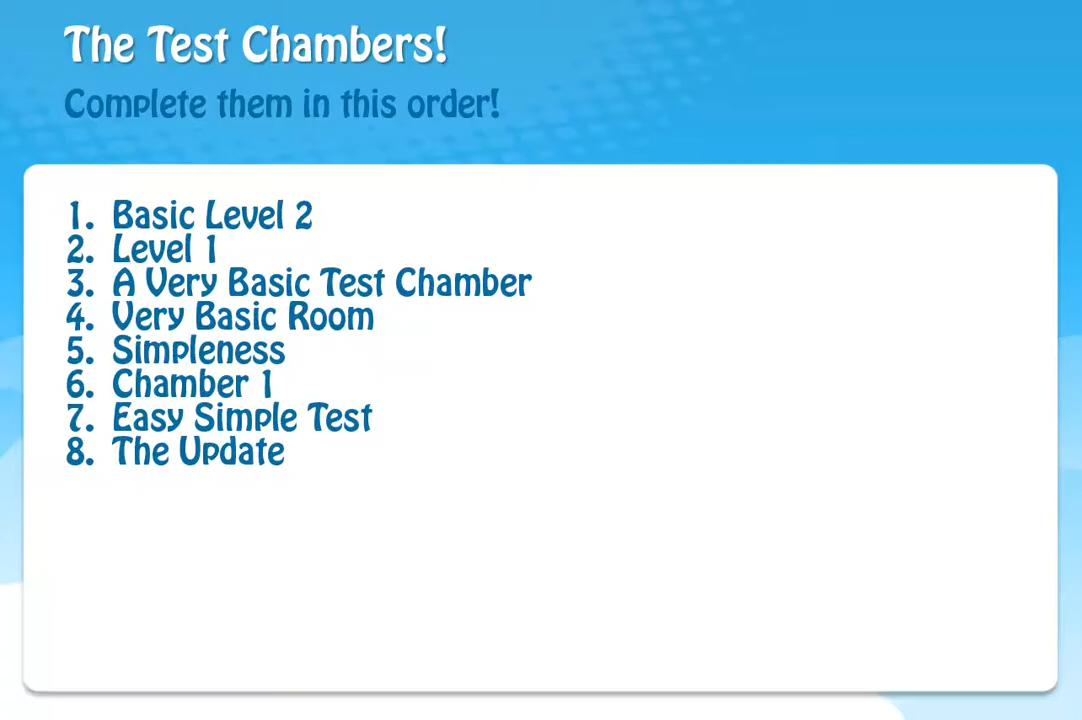 The Test Chambers!
Complete them in this order!
1. Basic Level 2
2. Level 1
3. A Very Basic Test Chamber
4. Very Basic Room
5. Simpleness
6. Chamber 1
7. Easy Simple Test
8. The Update